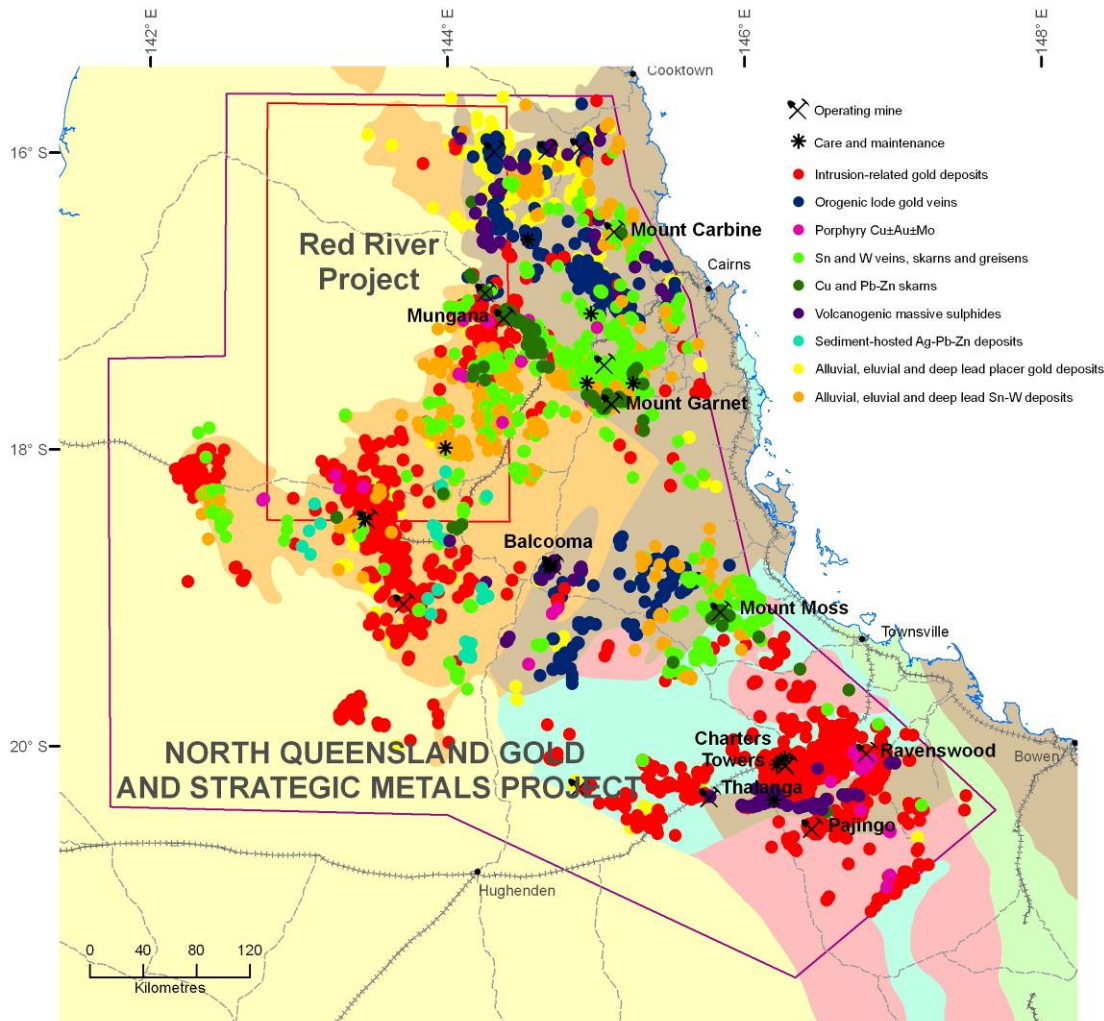 142° E
144° E
146° E
148° E
Cooktown
16° S
Operating mine
Care and maintenance
Intrusion-related gold deposits
Orogenic lode gold veins
Porphyry Cu±Au±Mo
Sn and W veins, skarns and greisens
Cu and Pb-Zn skarns
Volcanogenic massive sulphides
Sediment-hosted Ag-Pb-Zn deposits
Alluvial, eluvial and deep lead placer gold deposits
Alluvial, eluvial and deep lead Sn-W deposits
Mount Carbine
Red River
Project
Cairns
Mungana
Mount Garnet
18° S
Balcooma
Mount Moss
Townsville
20° S
NORTH QUEENSLAND GOLD
AND STRATEGIC METALS PROJECT
Charters
Towers
Ravenswood
Bowen
Thalanga
Pajingo
Hughenden
0 40 80 120
Kilometres